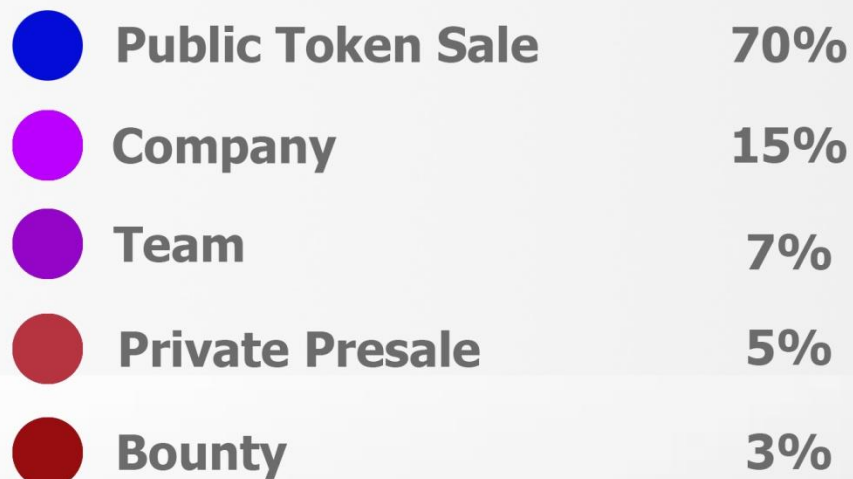 Public Token Sale 70%
Company 15%
Team 7%
Private Presale 5%
Bounty 3%